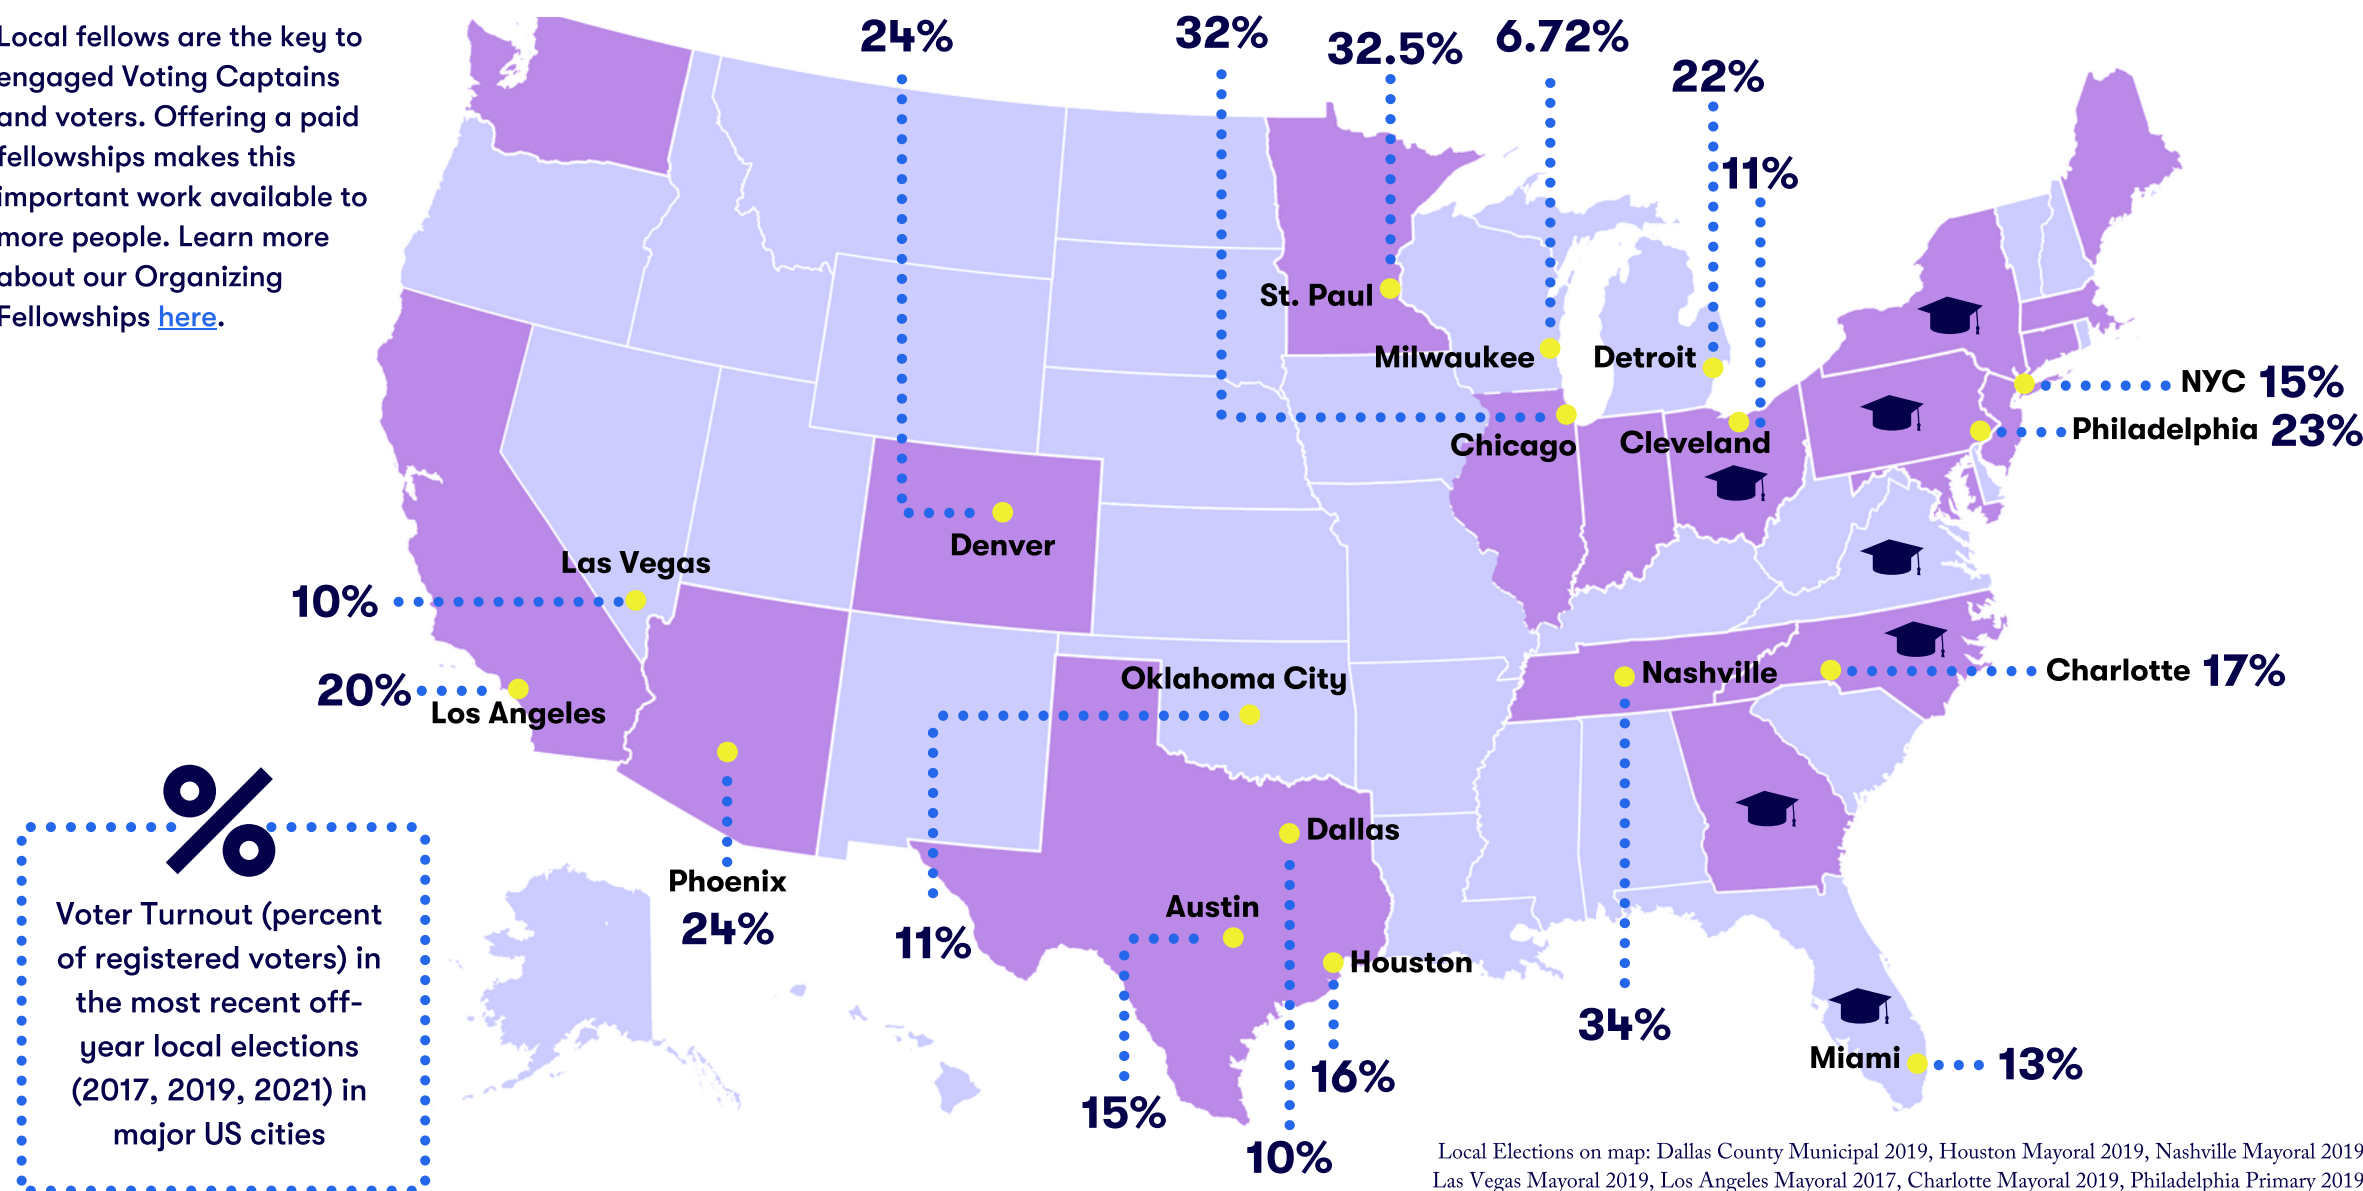 Local fellows are the key to
engaged Voting Captains
and voters. Offering a paid
fellowships makes this
important work available to
more people. Learn more
about our Organizing
Fellowships here.
24%
32%
32.5%
6.72%
22%
11%
St. Paul
Milwaukee
Detroit
NYC 15%
Philadelphia 23%
Chicago
Cleveland
Denver
Las Vegas
10%
20%
Los Angeles
Oklahoma City
Nashville
Charlotte 17%
Dallas
Phoenix
24%
11%
Austin
Houston
34%
16%
15%
10%
Miami
13%
%
Voter Turnout (percent
of registered voters) in
the most recent off-
year local elections
(2017, 2019, 2021) in
major US cities
Local Elections on map: Dallas County Municipal 2019, Houston Mayoral 2019, Nashville Mayoral 2019
Las Vegas Mayoral 2019, Los Angeles Mayoral 2017, Charlotte Mayoral 2019, Philadelphia Primary 2019